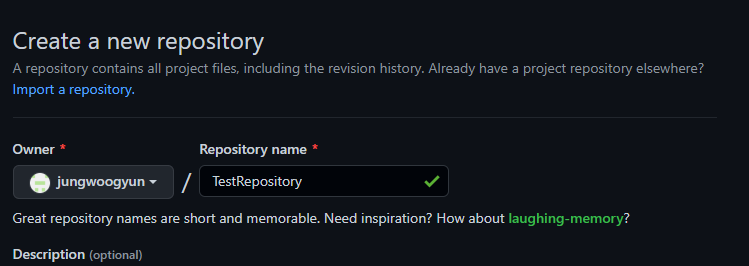 Create a new repository
A repository contains all project files, including the revision history. Already have a project repository elsewhere?
Import a repository.
Owner * Repository name *
jungwoogyun / TestRepository
Great repository names are short and memorable. Need inspiration? How about laughing-memory?
Description (optional)